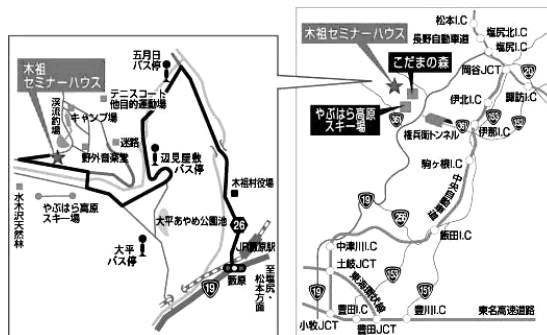 木祖
セミナーハウス
五月日
バス停
テニスコート
他目的運動場
渓流釣場
キャンプ場
迷路
野外音楽堂
辺見屋敷
バス停
木祖村役場
やぶはら高原
スキー場
水木沢天然林
大平あやめ公園池
26
大平
バス停
JR藪原駅
19
藪原
至塩尻・
松本方面
松本I.C
長野自動車道
塩尻北I.C
塩尻I.C
木祖セミナーハウス
こだまの森
岡谷JCT
20
諏訪I.C
やぶはら高原
スキー場
361
権兵衛トンネル
361
伊北I.C
153
伊那I.C
駒ヶ根I.C
中央自動車道
19
256
飯田I.C
中津川I.C
土岐JCT
東海環状線
153
151
19
小牧JCT
豊田I.C
豊田JCT
豊川I.C
東名高速道路